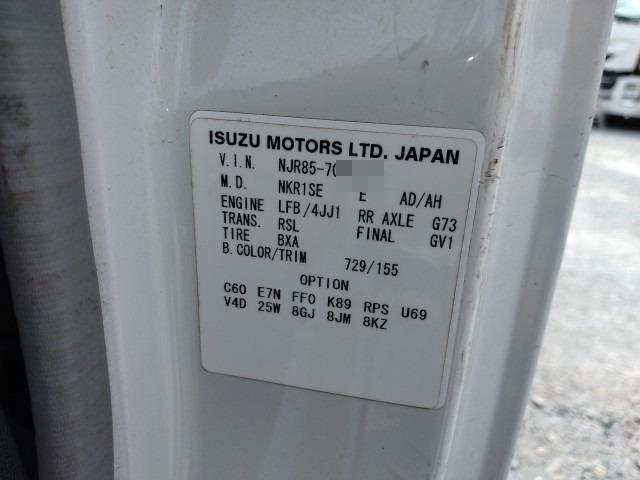 ISUZU MOTORS LTD. JAPAN
V.I.N. NJR85-70
M.D. NKR1SE E AD/AH
ENGINE LFB/4JJ1 RR AXLE G73
TRANS. RSL FINAL GV1
TIRE BXA
B.COLOR/TRIM 729/155
OPTION
C60 E7N FF0 K89 RPS U69
V4D 25W 8GJ 8JM 8KZ